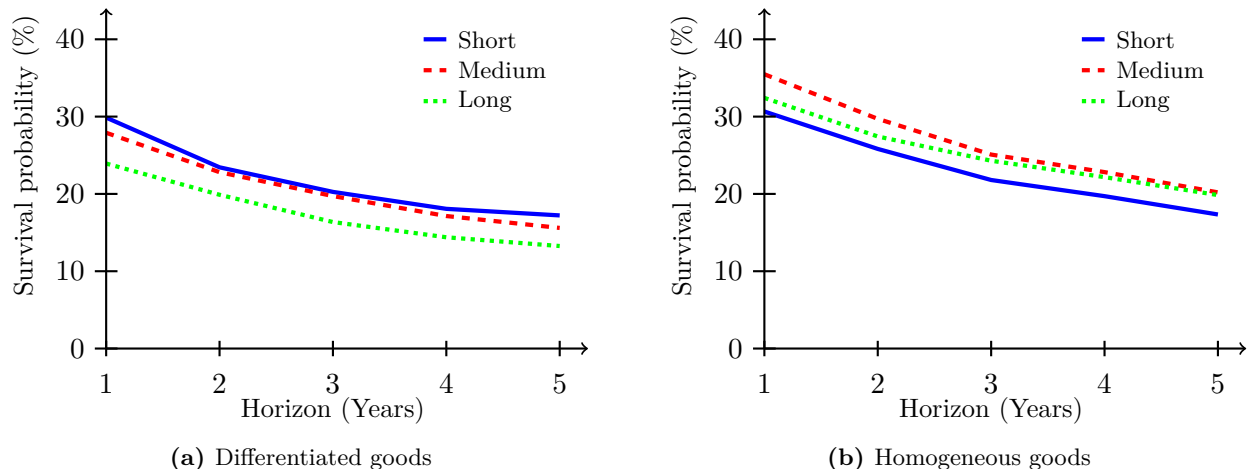 Survival probability (%)
40
30
20
10
0
1 2 3 4 5
Horizon (Years)
Short
Medium
Long
(a) Differentiated goods
Survival probability (%)
40
30
20
10
0
1 2 3 4 5
Horizon (Years)
Short
Medium
Long
(b) Homogeneous goods